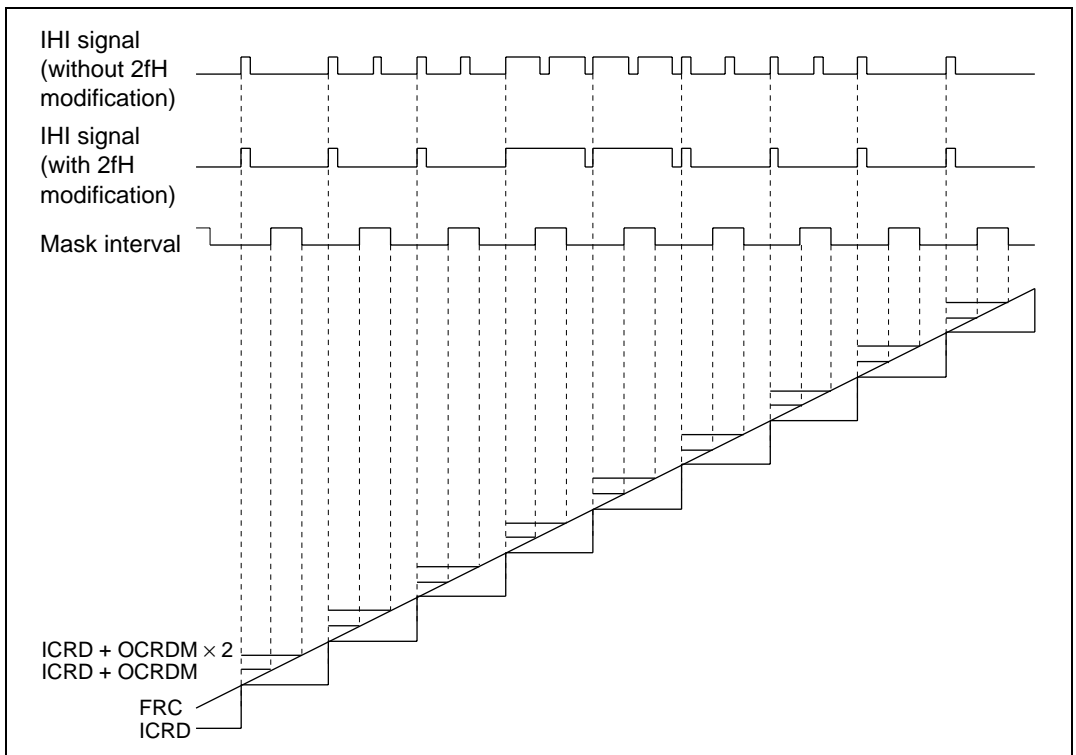 IHI signal
(without 2fH
modification)
IHI signal
(with 2fH
modification)
Mask interval
ICRD + OCRDM × 2
ICRD + OCRDM
FRC
ICRD